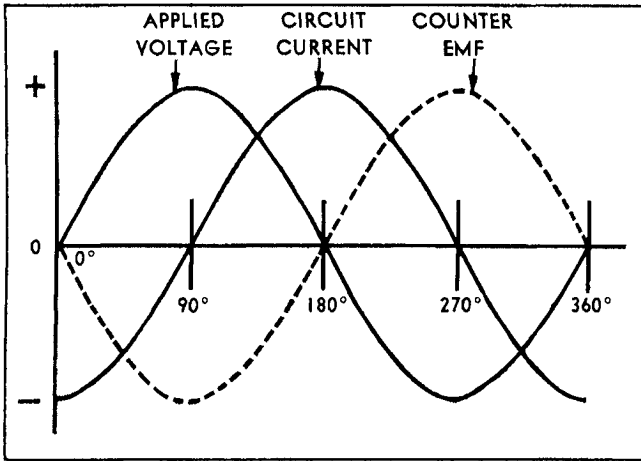 APPLIED
VOLTAGE
CIRCUIT
CURRENT
COUNTER
EMF
+
0
0°
90°
180°
270°
360°
−